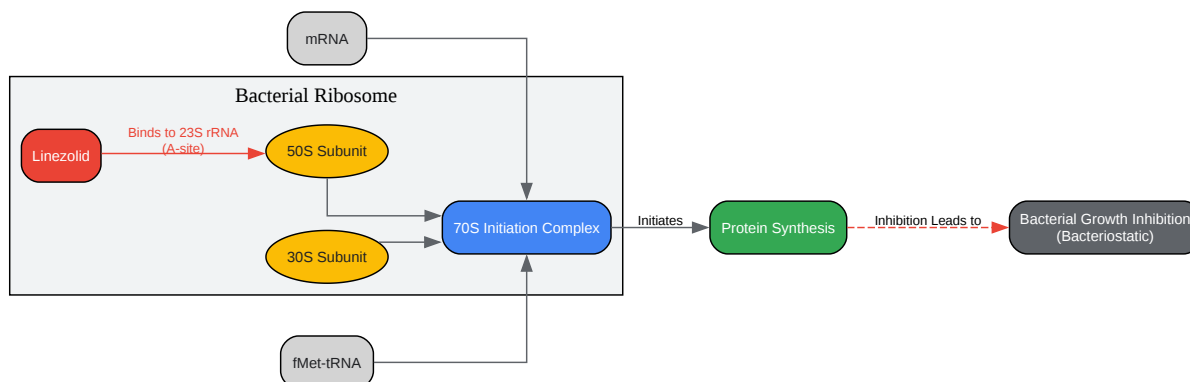 mRNA
Bacterial Ribosome
Linezolid
Binds to 23S rRNA
(A-site)
50S Subunit
30S Subunit
70S Initiation Complex
Initiates
Protein Synthesis
Inhibition Leads to
Bacterial Growth Inhibition
(Bacteriostatic)
fMet-tRNA